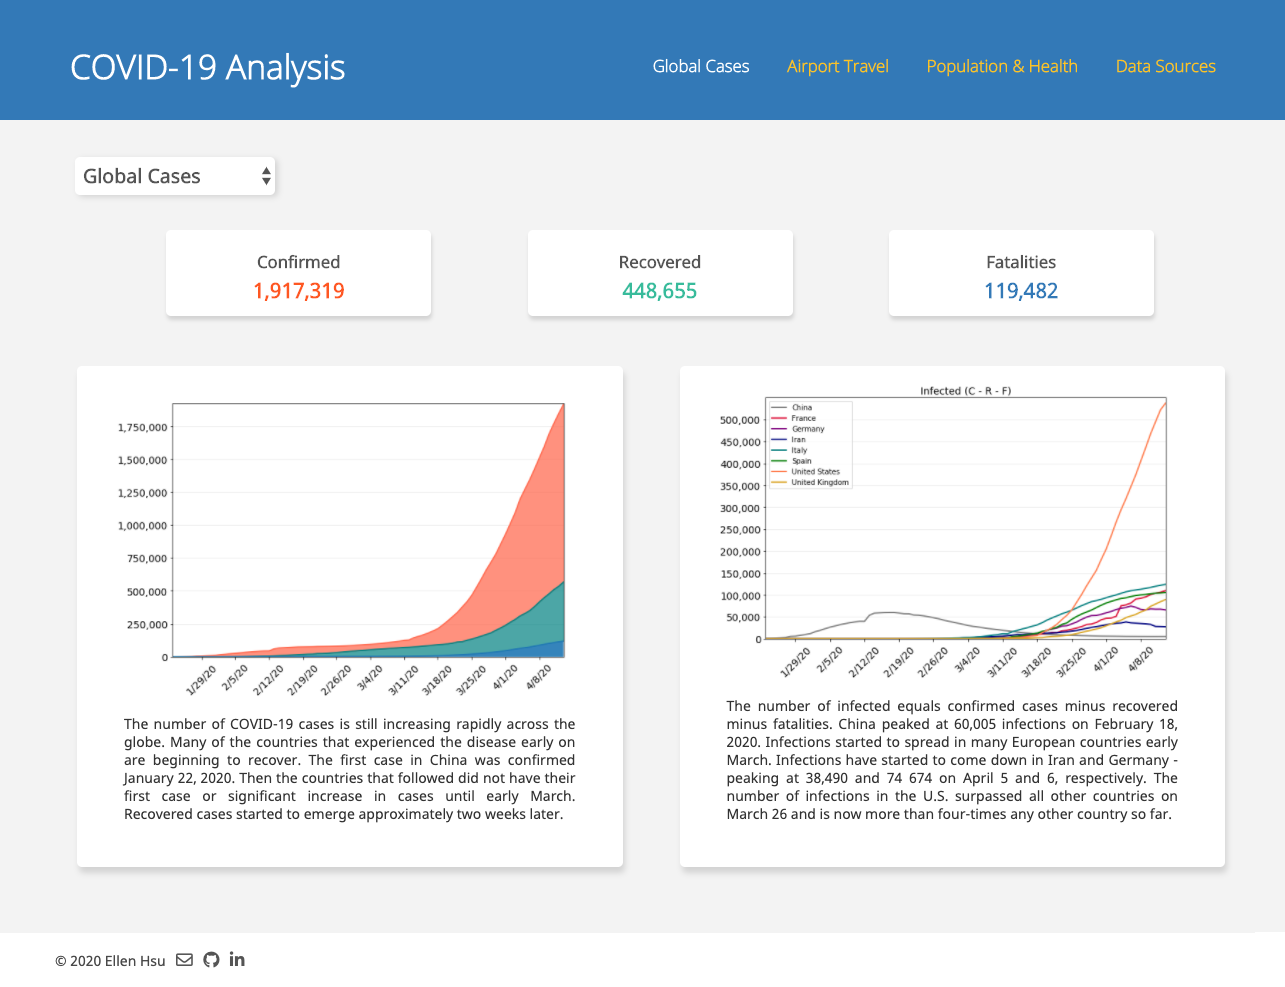 COVID-19 Analysis
Global Cases
Airport Travel
Population & Health
Data Sources
Global Cases
Confirmed
1,917,319
Recovered
448,655
Fatalities
119,482
1,750,000
1,500,000
1,250,000
1,000,000
750,000
500,000
250,000
0
1/29/20
2/5/20
2/12/20
2/19/20
2/26/20
3/4/20
3/11/20
3/18/20
3/25/20
4/1/20
4/8/20
The number of COVID-19 cases is still increasing rapidly across the
globe. Many of the countries that experienced the disease early on
are beginning to recover. The first case in China was confirmed
January 22, 2020. Then the countries that followed did not have their
first case or significant increase in cases until early March.
Recovered cases started to emerge approximately two weeks later.
Infected (C - R - F)
China
France
Germany
Iran
Italy
Spain
United States
United Kingdom
500,000
450,000
400,000
350,000
300,000
250,000
200,000
150,000
100,000
50,000
0
1/29/20
2/5/20
2/12/20
2/19/20
2/26/20
3/4/20
3/11/20
3/18/20
3/25/20
4/1/20
4/8/20
The number of infected equals confirmed cases minus recovered
minus fatalities. China peaked at 60,005 infections on February 18,
2020. Infections started to spread in many European countries early
March. Infections have started to come down in Iran and Germany -
peaking at 38,490 and 74 674 on April 5 and 6, respectively. The
number of infections in the U.S. surpassed all other countries on
March 26 and is now more than four-times any other country so far.
© 2020 Ellen Hsu